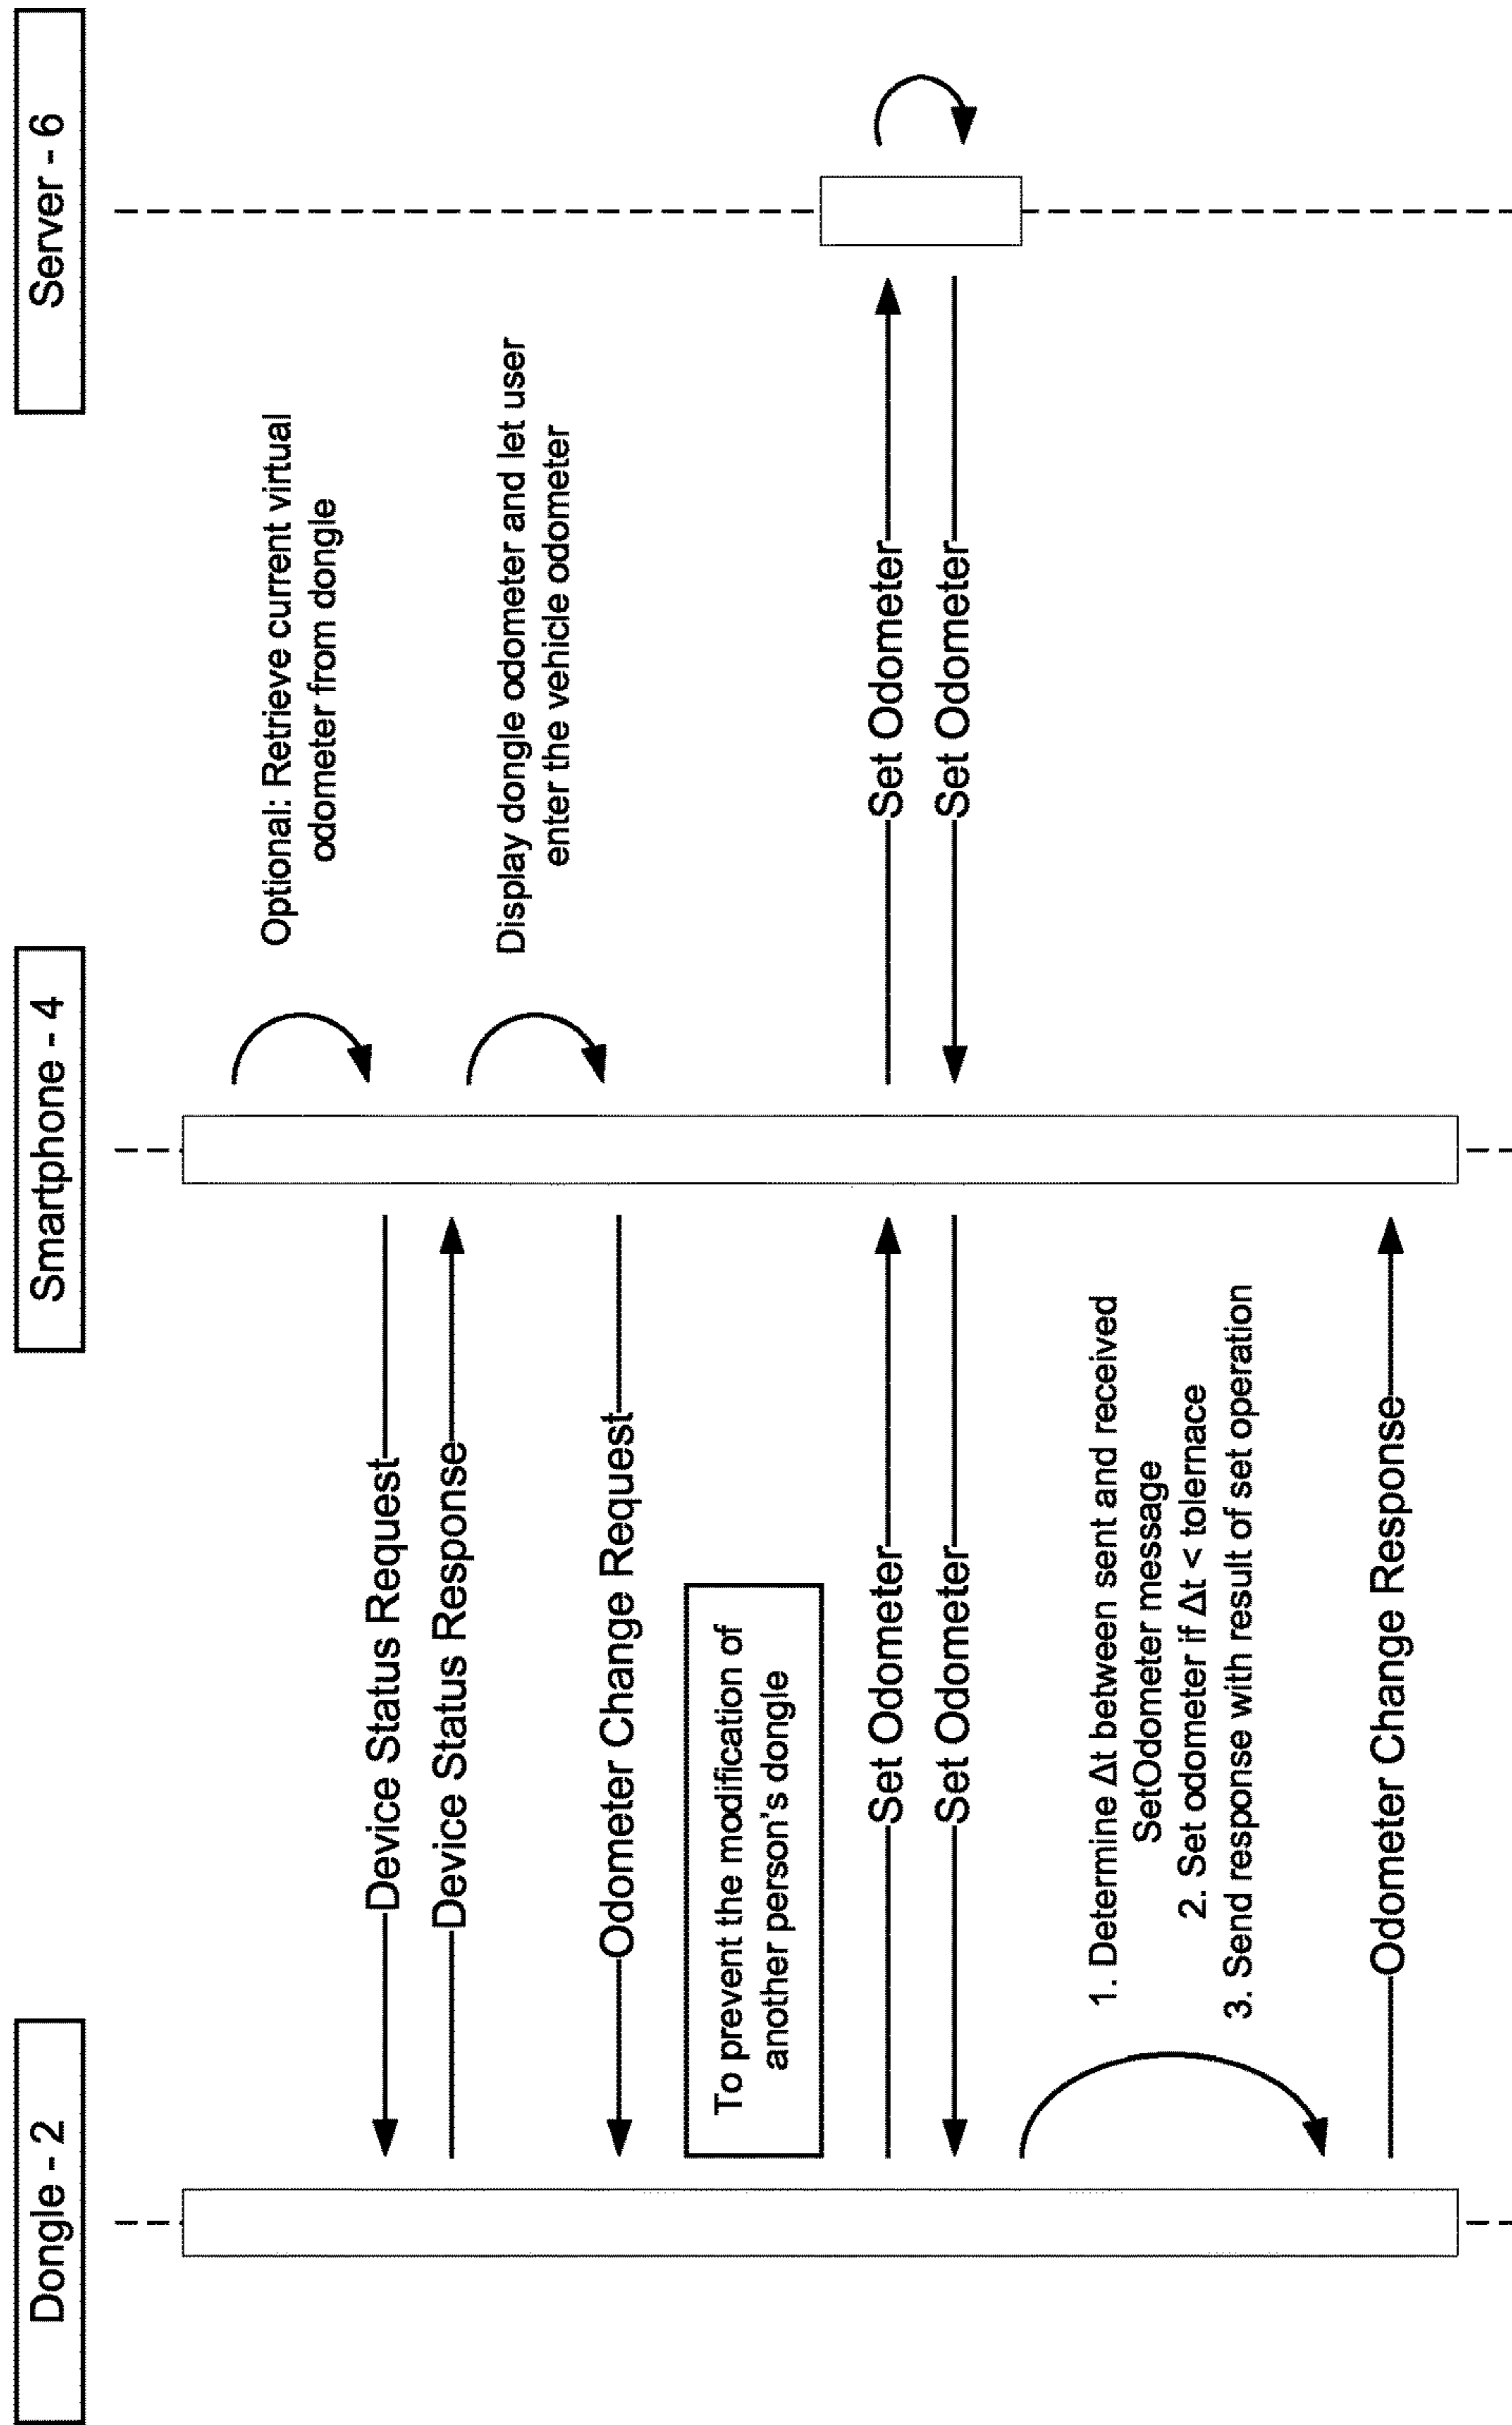 Dongle - 2
Smartphone - 4
Server - 6
Optional: Retrieve current virtual
odometer from dongle
Device Status Request
Device Status Response
Display dongle odometer and let user
enter the vehicle odometer
Odometer Change Request
To prevent the modification of
another person's dongle
Set Odometer
Set Odometer
Set Odometer
Set Odometer
1. Determine Δt between sent and received
SetOdometer message
2. Set odometer if Δt < tolernace
3. Send response with result of set operation
Odometer Change Response